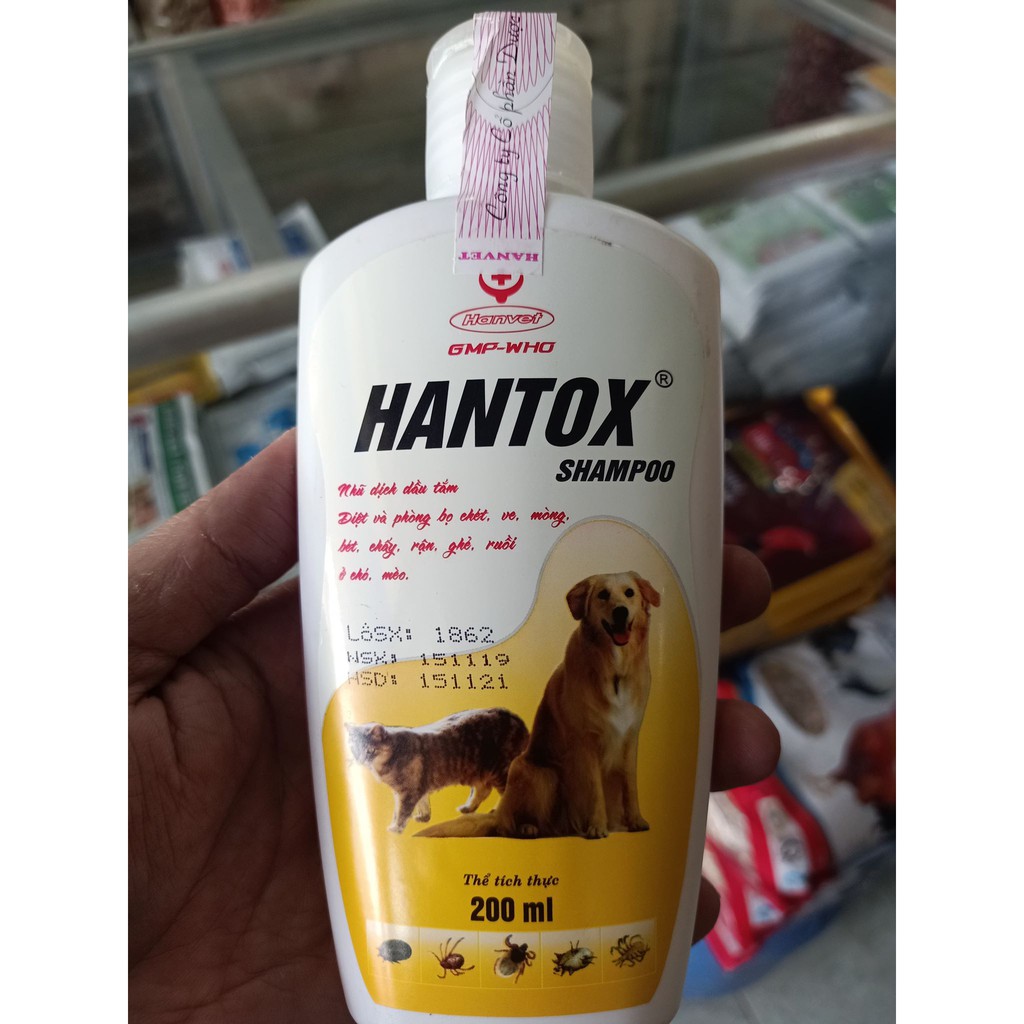 Công ty Cổ phần Dược
HANVET
Hanvet
GMP-WHO
HANTOX®
SHAMPOO
Nhũ dịch dầu tắm
Diệt và phòng bọ chét, ve, mòng,
bét, chấy, rận, ghẻ, ruồi
ở chó, mèo.
LôSX: 1862
NSX: 151119
HSD: 151121
Thể tích thực
200 ml